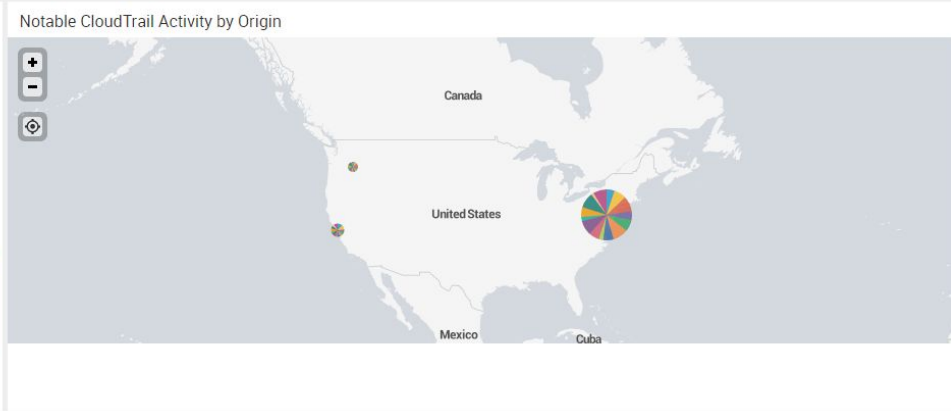 Notable CloudTrail Activity by Origin
+
-
Canada
United States
Mexico
Cuba